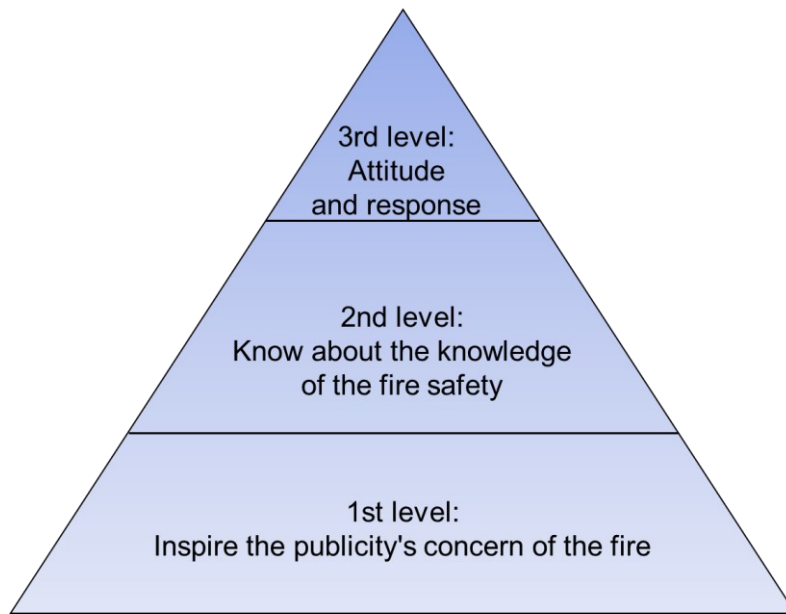 3rd level:
Attitude
and response
2nd level:
Know about the knowledge
of the fire safety
1st level:
Inspire the publicity's concern of the fire